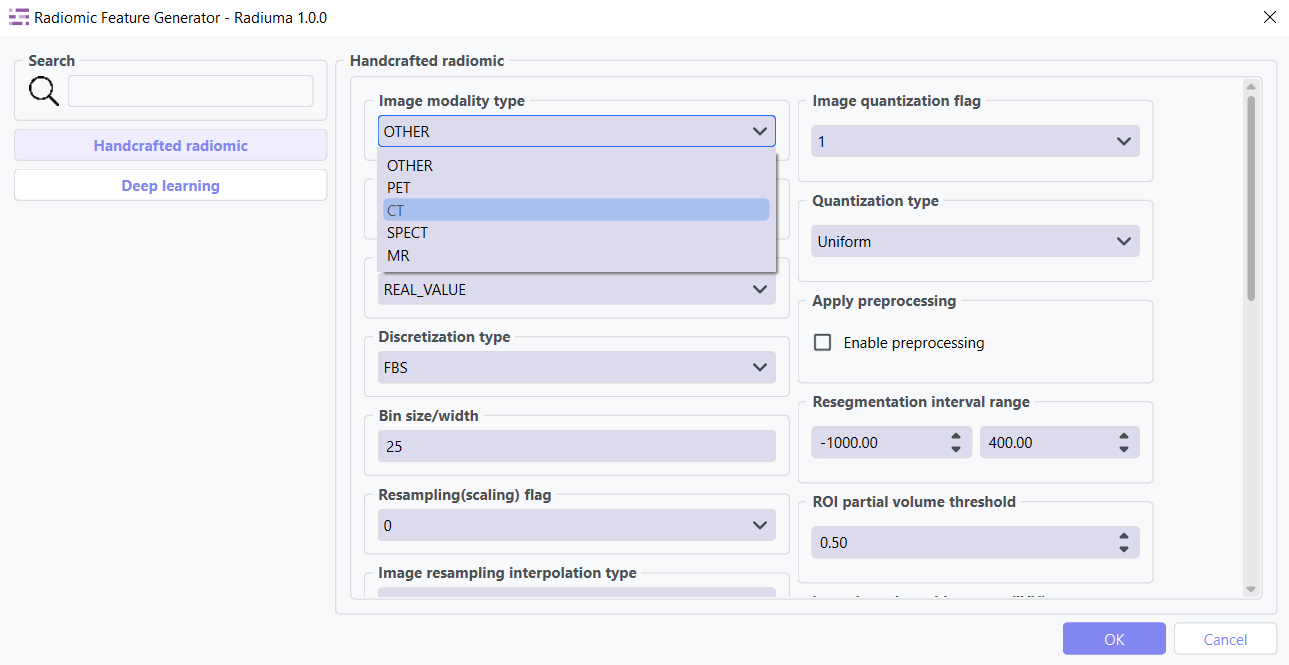 Radiomic Feature Generator - Radiuma 1.0.0
Search
Handcrafted radiomic
Deep learning
Handcrafted radiomic
Image modality type
OTHER
OTHER
PET
CT
SPECT
MR
REAL_VALUE
Discretization type
FBS
Bin size/width
25
Resampling(scaling) flag
0
Image resampling interpolation type
Image quantization flag
1
Quantization type
Uniform
Apply preprocessing
Enable preprocessing
Resegmentation interval range
-1000.00 400.00
ROI partial volume threshold
0.50
OK Cancel